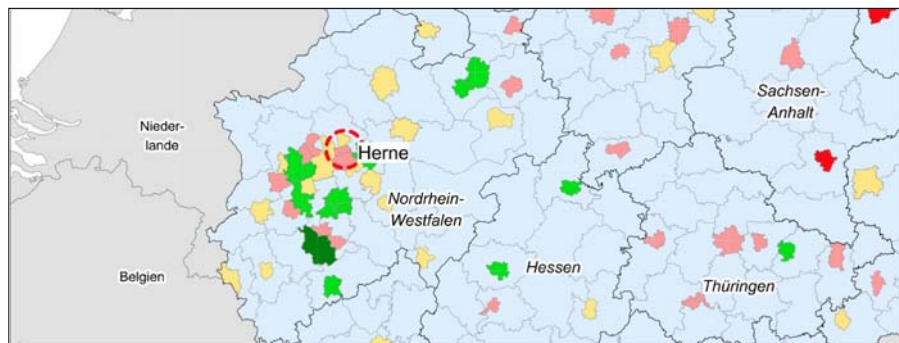 Sachsen-
Anhalt
Nieder-
lande
Herne
Nordrhein-
Westfalen
Hessen
Belgien
Thüringen